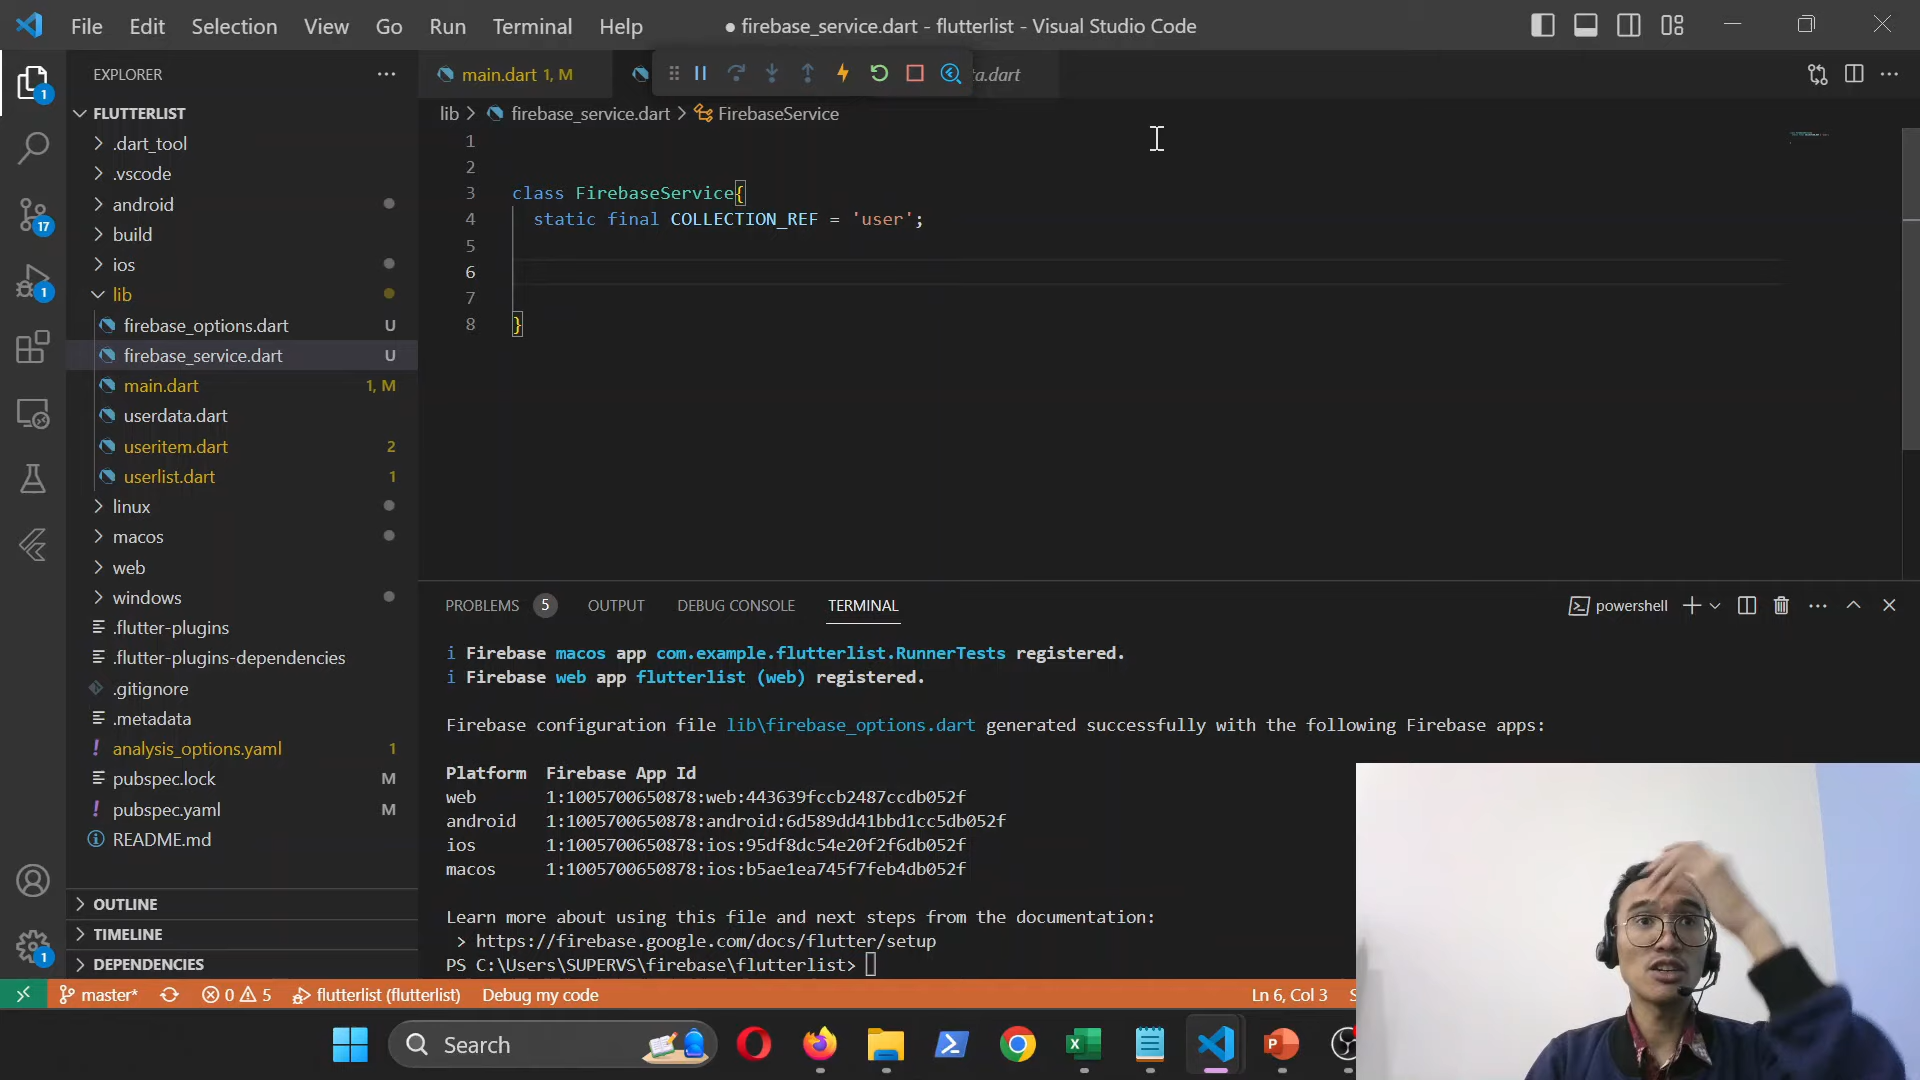 File Edit Selection View Go Run Terminal Help
● firebase_service.dart - flutterlist - Visual Studio Code
EXPLORER
FLUTTERLIST
.dart_tool
.vscode
android
build
ios
lib
firebase_options.dart U
firebase_service.dart U
main.dart 1, M
userdata.dart
useritem.dart 2
userlist.dart 1
linux
macos
web
windows
.flutter-plugins
.flutter-plugins-dependencies
.gitignore
.metadata
analysis_options.yaml 1
pubspec.lock M
pubspec.yaml M
README.md
OUTLINE
TIMELINE
DEPENDENCIES
1
17
1
1
main.dart 1, M
ta.dart
lib > firebase_service.dart > FirebaseService
1
2
3 class FirebaseService{
4 static final COLLECTION_REF = 'user';
5
6
7
8 }
PROBLEMS 5 OUTPUT DEBUG CONSOLE TERMINAL
powershell
i Firebase macos app com.example.flutterlist.RunnerTests registered.
i Firebase web app flutterlist (web) registered.
Firebase configuration file lib\firebase_options.dart generated successfully with the following Firebase apps:
Platform Firebase App Id
web 1:1005700650878:web:443639fccb2487ccdb052f
android 1:1005700650878:android:6d589dd41bbd1cc5db052f
ios 1:1005700650878:ios:95df8dc54e20f2f6db052f
macos 1:1005700650878:ios:b5ae1ea745f7feb4db052f
Learn more about using this file and next steps from the documentation:
> https://firebase.google.com/docs/flutter/setup
PS C:\Users\SUPERVS\firebase\flutterlist>
master* 0 5 flutterlist (flutterlist) Debug my code
Ln 6, Col 3
Search